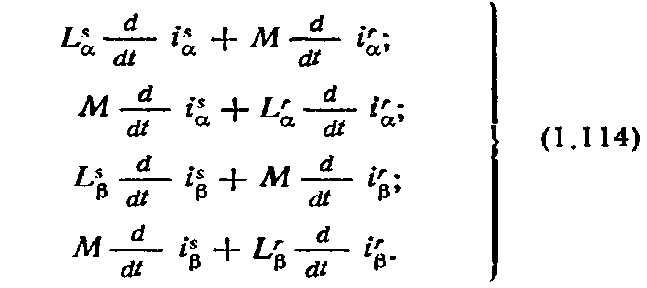 L^s_α d/dt i^s_α + M d/dt i^r_α;
M d/dt i^s_α + L^r_α d/dt i^r_α;
(1.114)
L^s_β d/dt i^s_β + M d/dt i^r_β;
M d/dt i^s_β + L^r_β d/dt i^r_β.